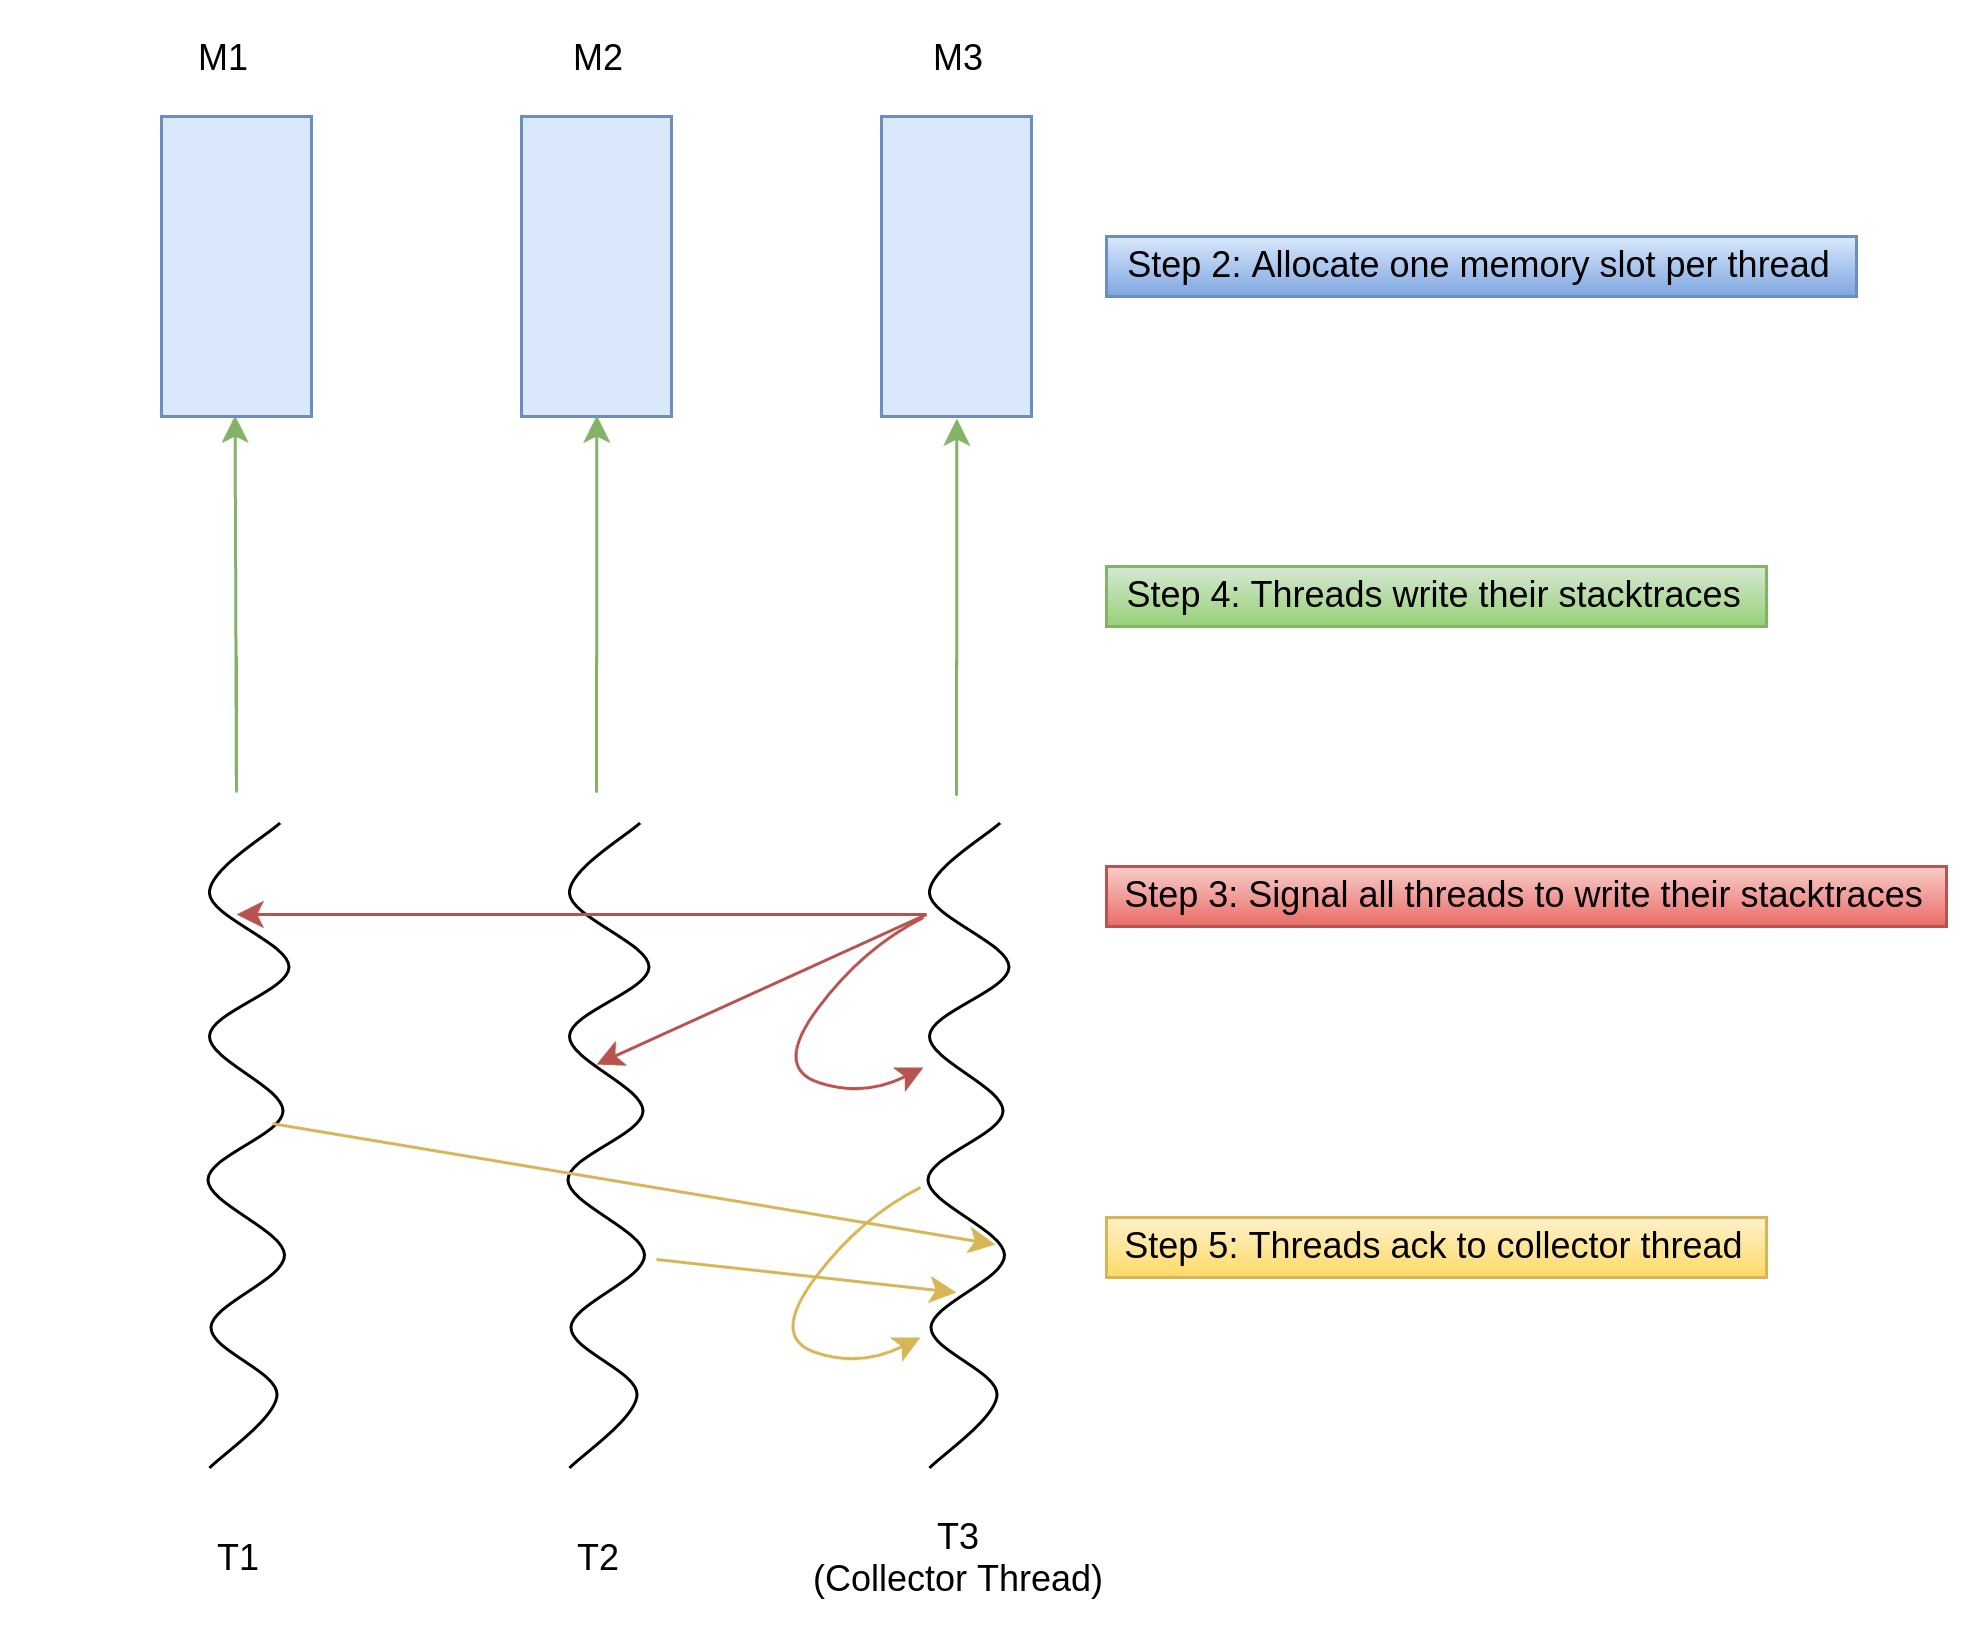 M1
M2
M3
Step 2: Allocate one memory slot per thread
Step 4: Threads write their stacktraces
Step 3: Signal all threads to write their stacktraces
Step 5: Threads ack to collector thread
T1
T2
T3
(Collector Thread)